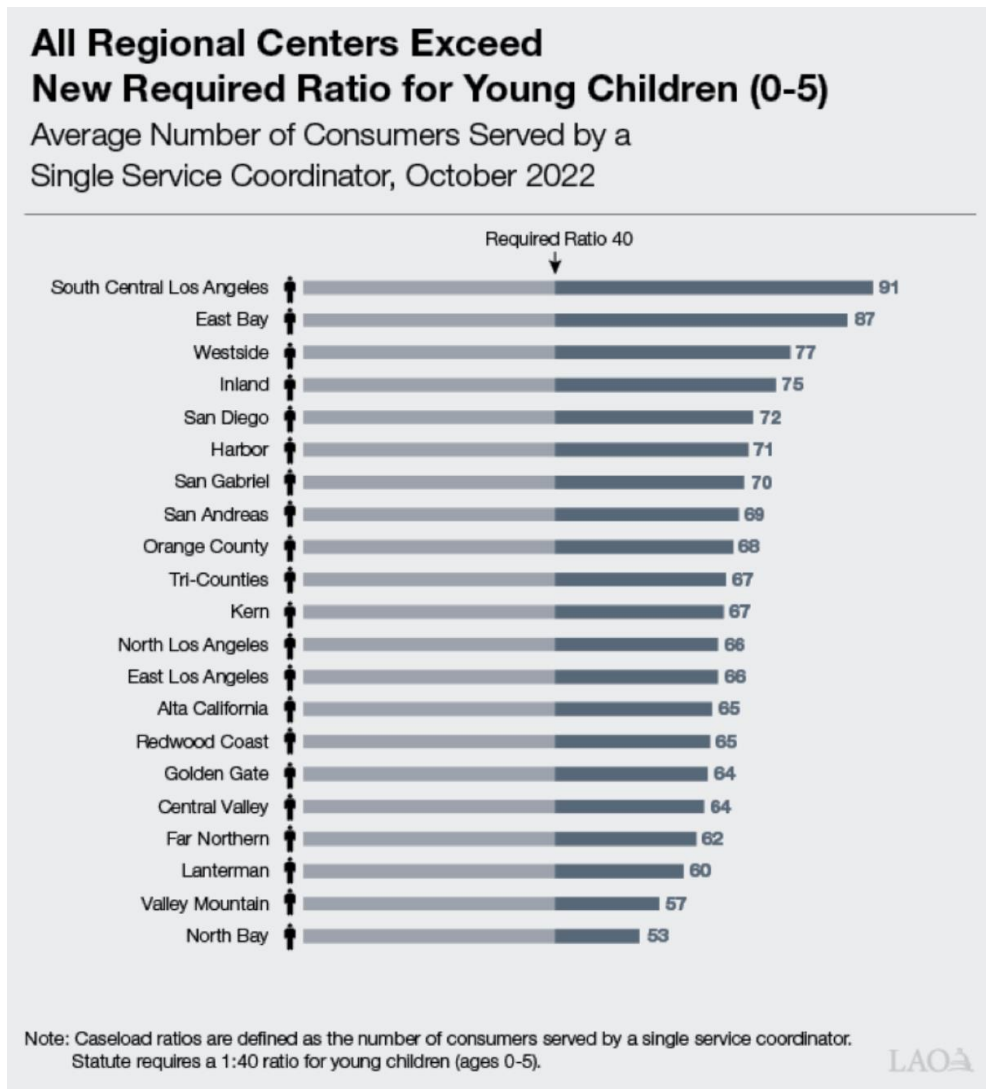 All Regional Centers Exceed
New Required Ratio for Young Children (0-5)
Average Number of Consumers Served by a
Single Service Coordinator, October 2022
Required Ratio 40
South Central Los Angeles 91
East Bay 87
Westside 77
Inland 75
San Diego 72
Harbor 71
San Gabriel 70
San Andreas 69
Orange County 68
Tri-Counties 67
Kern 67
North Los Angeles 66
East Los Angeles 66
Alta California 65
Redwood Coast 65
Golden Gate 64
Central Valley 64
Far Northern 62
Lanterman 60
Valley Mountain 57
North Bay 53
Note: Caseload ratios are defined as the number of consumers served by a single service coordinator.
Statute requires a 1:40 ratio for young children (ages 0-5).
LAO